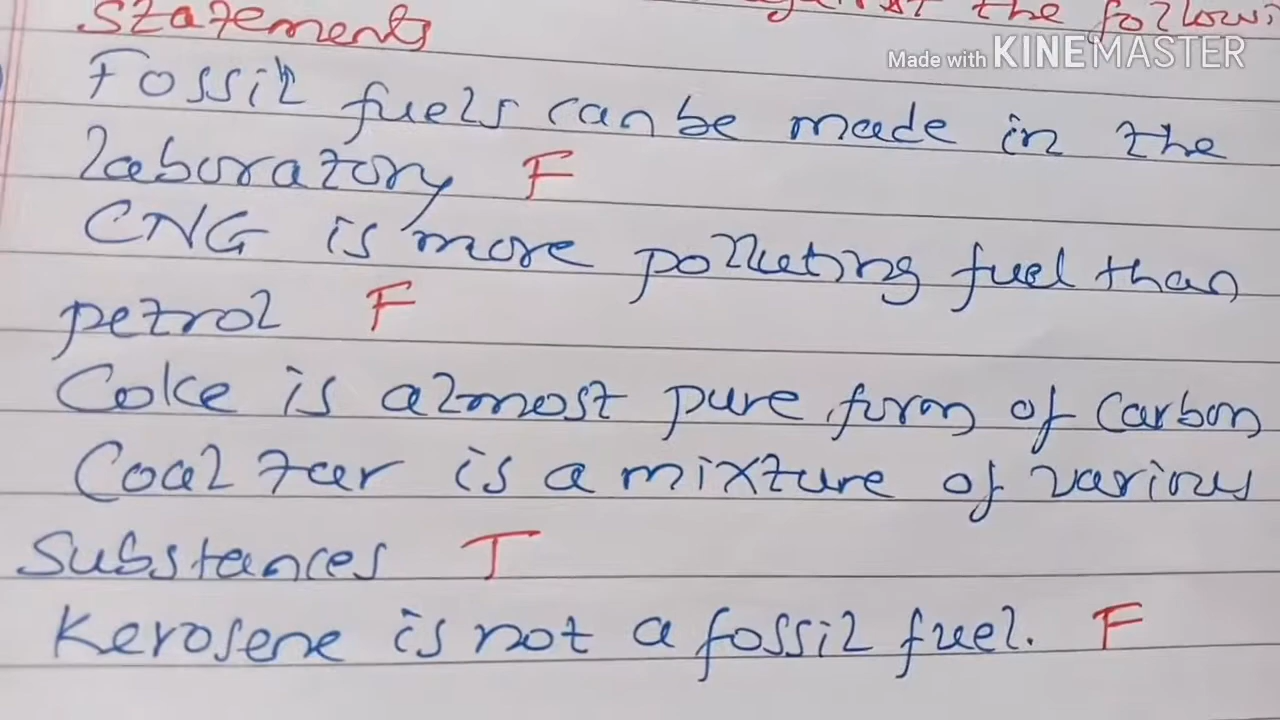 the followi
Statements
Made with KINEMASTER
Fossil fuels can be made in the
laboratory F
CNG is more polluting fuel than
petrol F
Coke is almost pure form of carbon
Coal tar is a mixture of various
substances T
Kerosene is not a fossil fuel. F